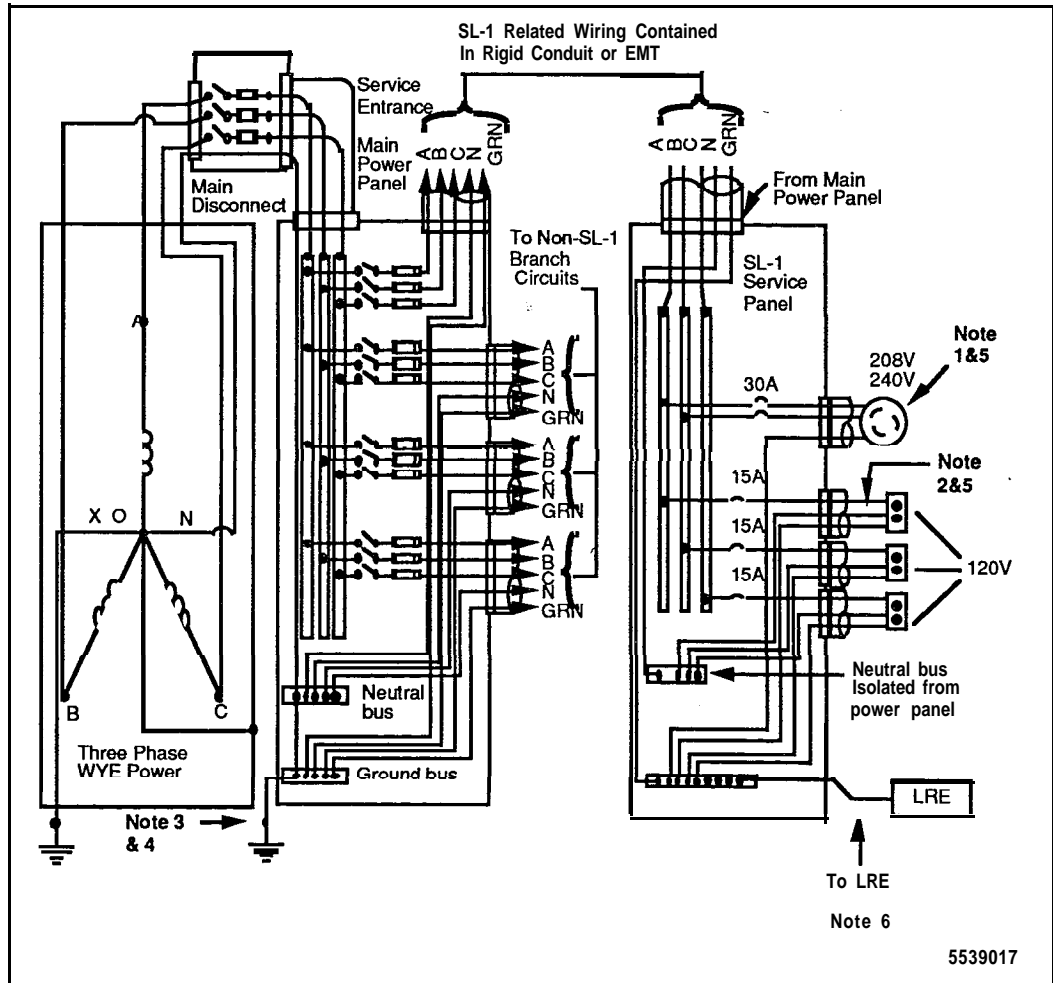 SL-1 Related Wiring Contained
In Rigid Conduit or EMT
Service
Entrance
Main
Power
Panel
Main
Disconnect
A
B
C
N
GRN
A
B
C
N
GRN
From Main
Power Panel
To Non-SL-1
Branch
Circuits
SL-1
Service
Panel
A
B
C
N
GRN
A
B
C
N
GRN
A
B
C
N
GRN
Note
1&5
208V
240V
30A
Note
2&5
15A
15A
15A
120V
A
X O
N
B
C
Three Phase
WYE Power
Neutral
bus
Ground bus
Neutral bus
Isolated from
power panel
LRE
Note 3
& 4
To LRE
Note 6
5539017